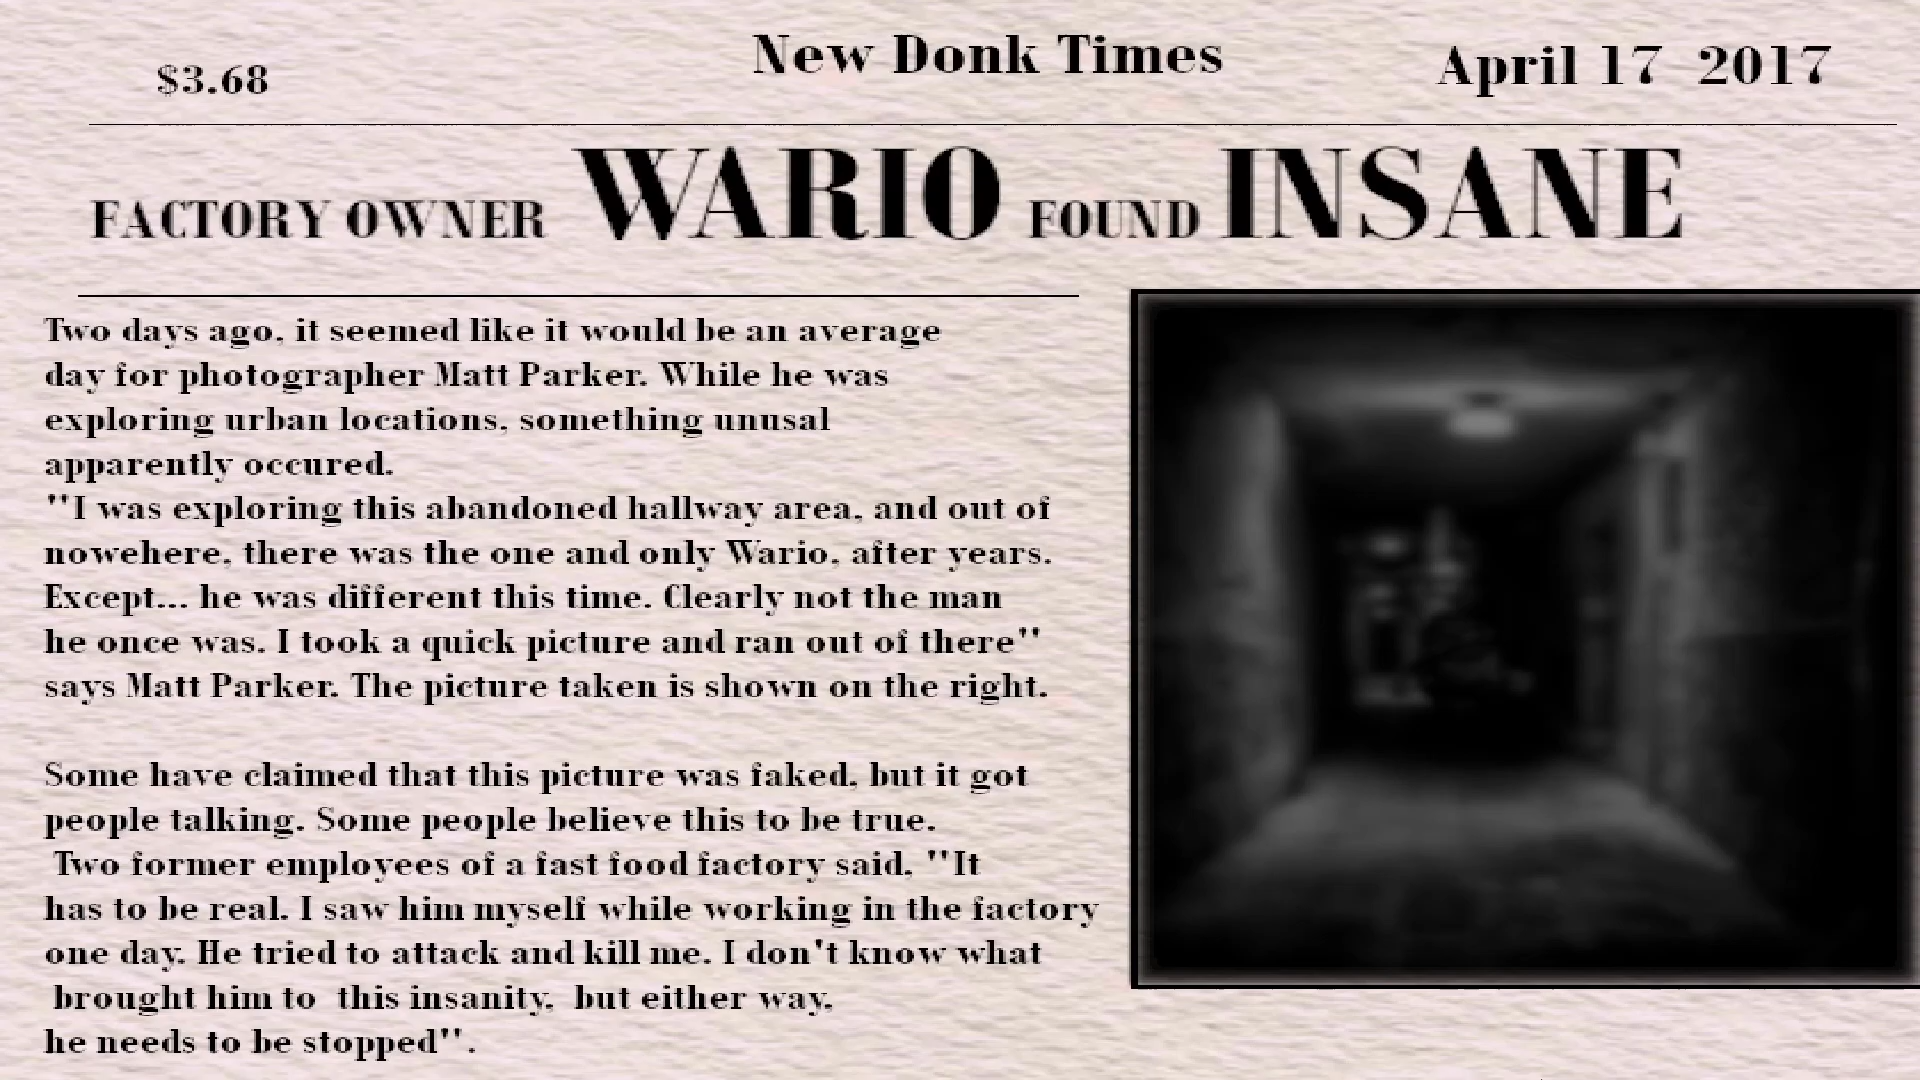 $3.68
New Donk Times
April 17 2017
FACTORY OWNER WARIO FOUND INSANE
Two days ago, it seemed like it would be an average
day for photographer Matt Parker. While he was
exploring urban locations, something unusal
apparently occured.
"I was exploring this abandoned hallway area, and out of
nowehere, there was the one and only Wario, after years.
Except... he was different this time. Clearly not the man
he once was. I took a quick picture and ran out of there"
says Matt Parker. The picture taken is shown on the right.
Some have claimed that this picture was faked, but it got
people talking. Some people believe this to be true.
Two former employees of a fast food factory said, "It
has to be real. I saw him myself while working in the factory
one day. He tried to attack and kill me. I don't know what
brought him to this insanity, but either way,
he needs to be stopped".